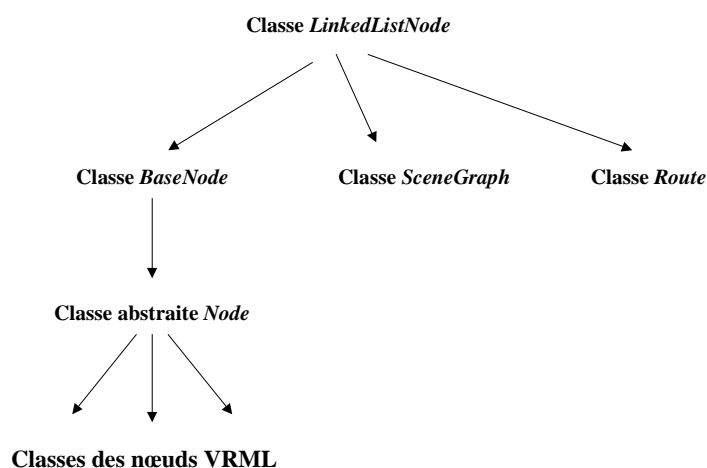 Classe LinkedListNode
Classe BaseNode
Classe SceneGraph
Classe Route
Classe abstraite Node
Classes des nœuds VRML